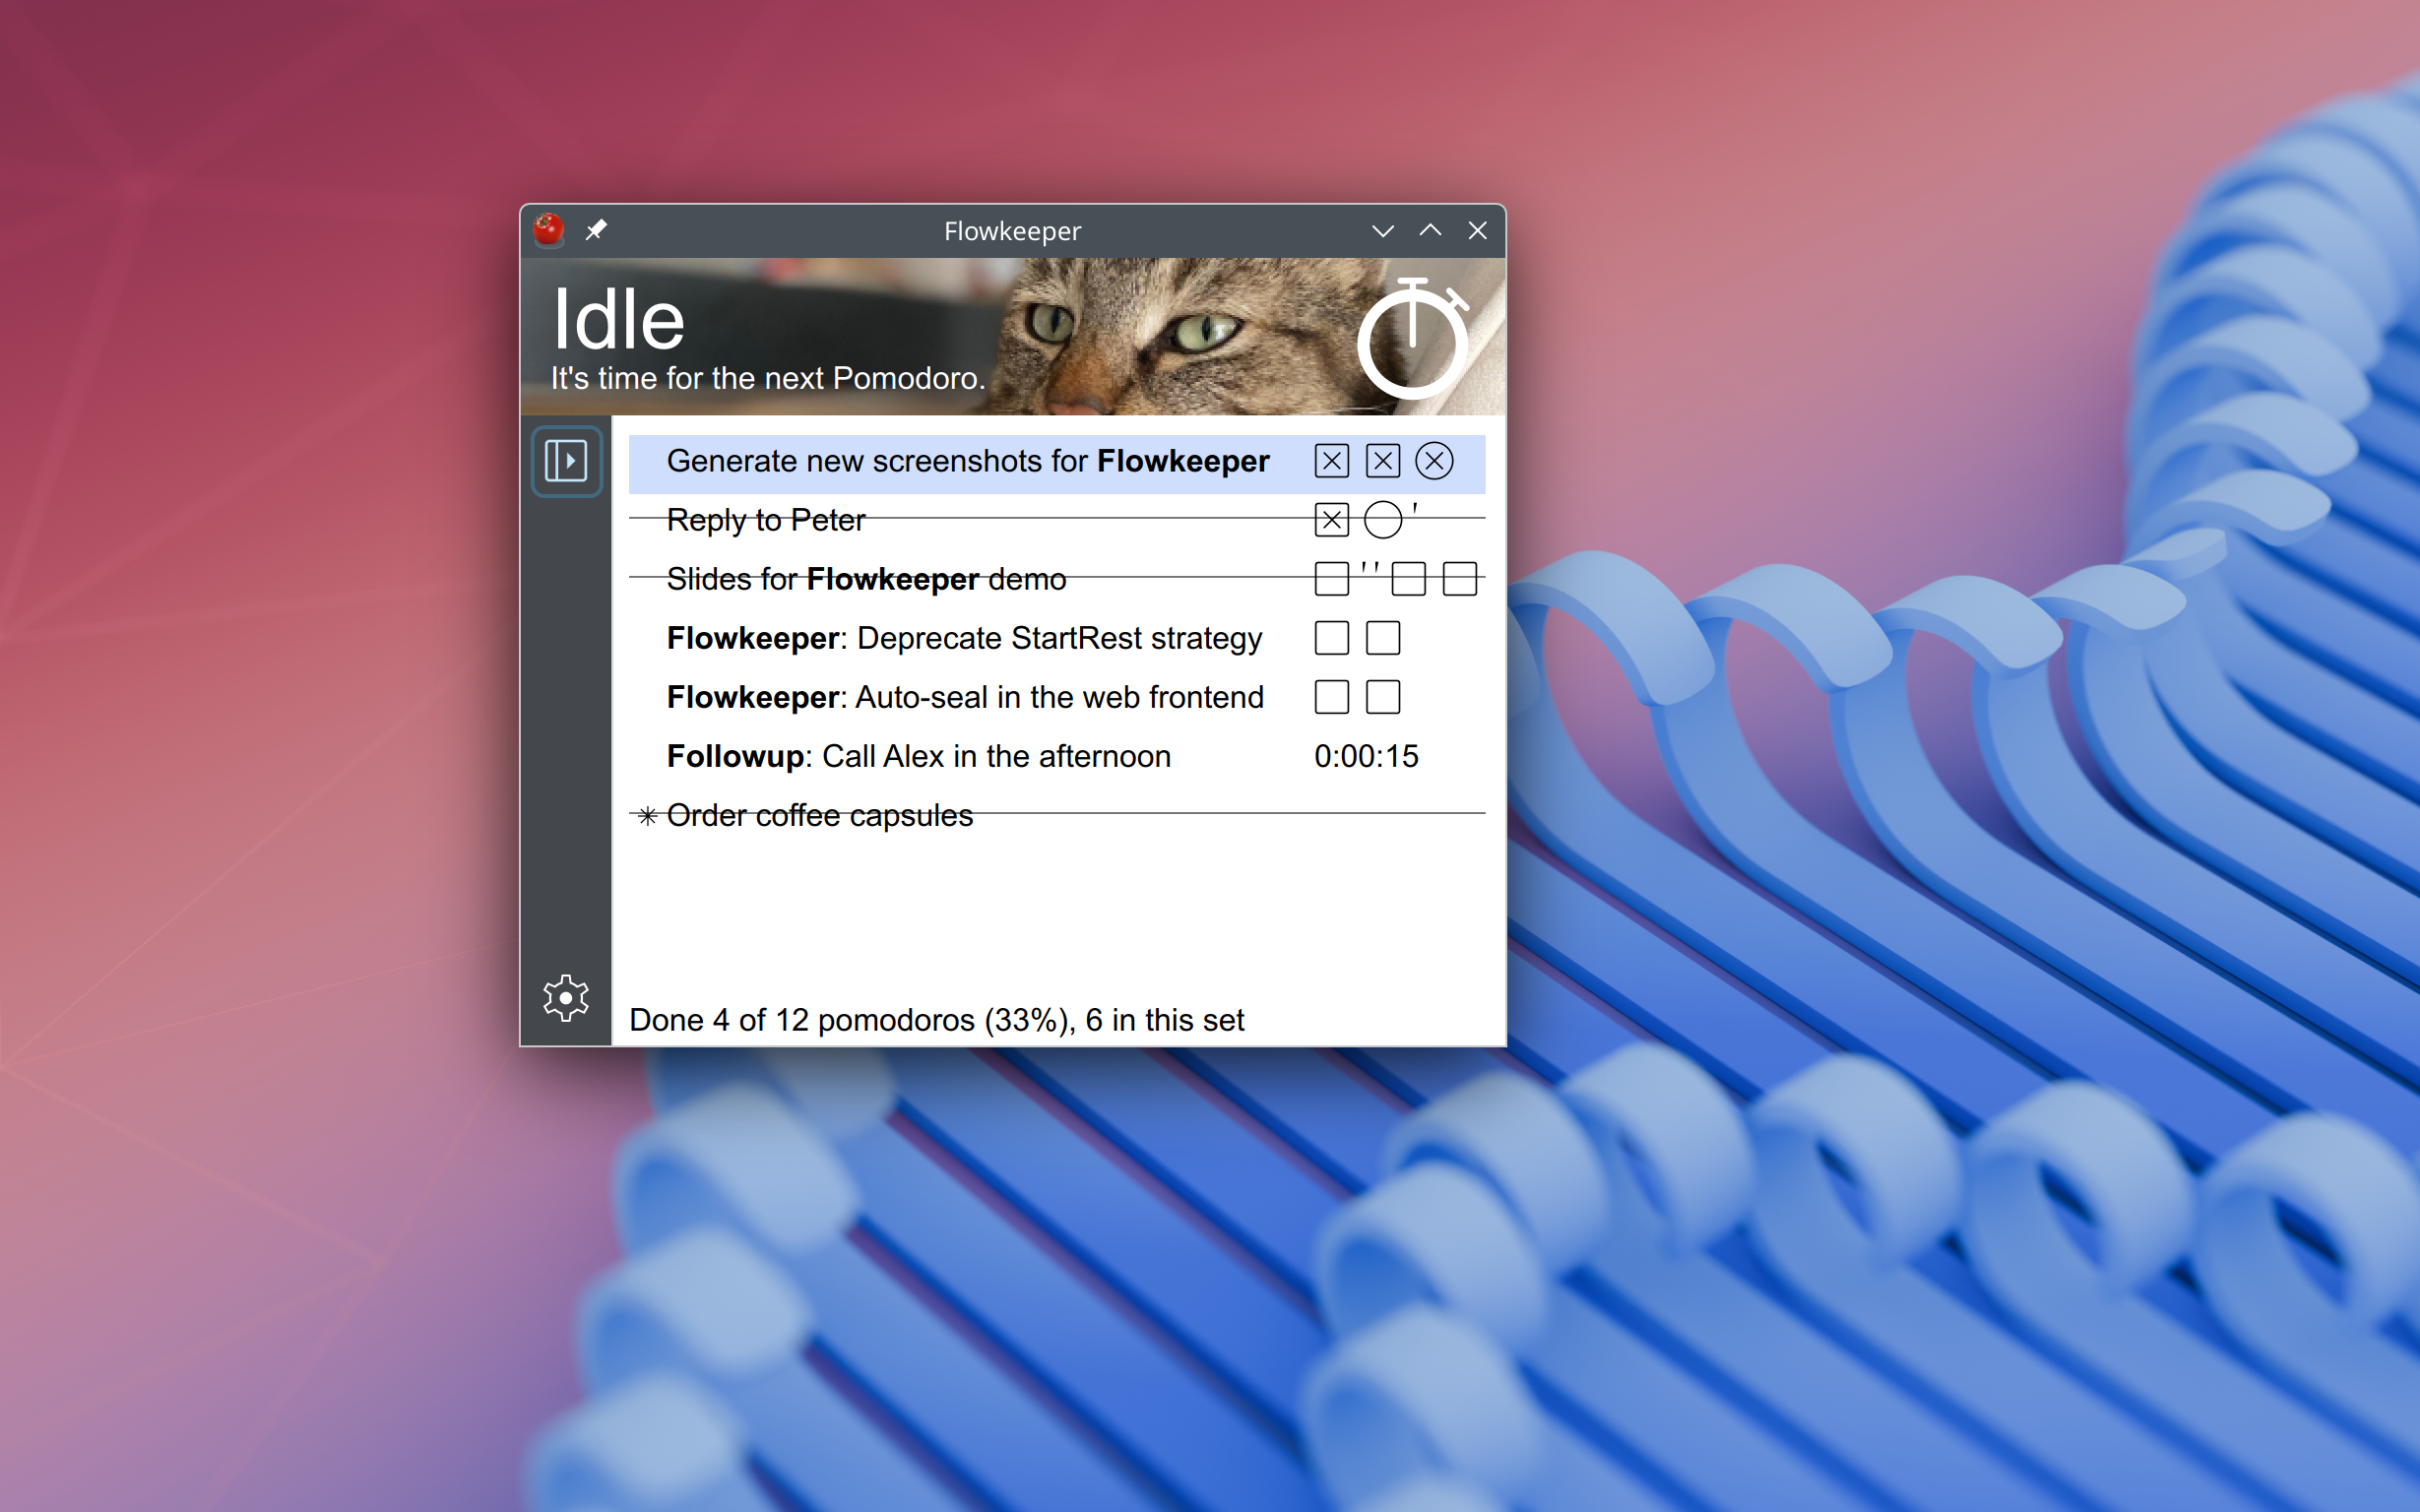 Flowkeeper
Idle
It's time for the next Pomodoro.
Generate new screenshots for Flowkeeper
Reply to Peter '
Slides for Flowkeeper demo ''
Flowkeeper: Deprecate StartRest strategy
Flowkeeper: Auto-seal in the web frontend
Followup: Call Alex in the afternoon 0:00:15
Order coffee capsules
Done 4 of 12 pomodoros (33%), 6 in this set